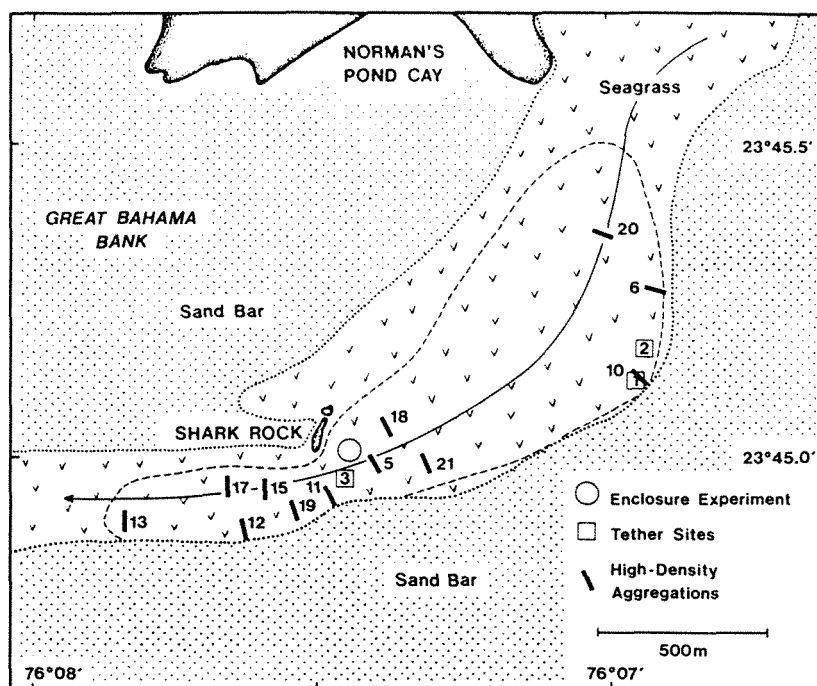 NORMAN'S
POND CAY
Seagrass
23°45.5'
GREAT BAHAMA
BANK
20
6
Sand Bar
2
10
1
18
SHARK ROCK
5
21
23°45.0'
3
17-
15
11
19
13
12
Enclosure Experiment
Tether Sites
High-Density
Aggregations
Sand Bar
500m
76°08'
76°07'